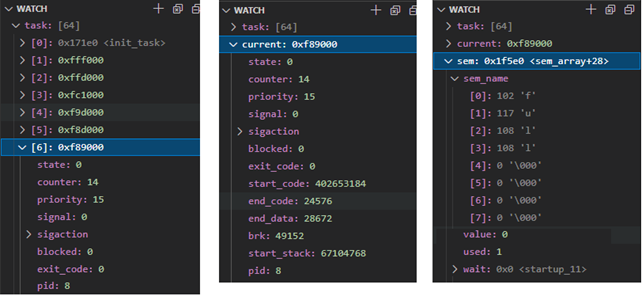 WATCH
task: [64]
[0]: 0x171e0 <init_task>
[1]: 0xfff000
[2]: 0xffd000
[3]: 0xfc1000
[4]: 0xf9d000
[5]: 0xf8d000
[6]: 0xf89000
state: 0
counter: 14
priority: 15
signal: 0
sigaction
blocked: 0
exit_code: 0
pid: 8
WATCH
task: [64]
current: 0xf89000
state: 0
counter: 14
priority: 15
signal: 0
sigaction
blocked: 0
exit_code: 0
start_code: 402653184
end_code: 24576
end_data: 28672
brk: 49152
start_stack: 67104768
pid: 8
WATCH
task: [64]
current: 0xf89000
sem: 0x1f5e0 <sem_array+28>
sem_name
[0]: 102 'f'
[1]: 117 'u'
[2]: 108 'l'
[3]: 108 'l'
[4]: 0 '\000'
[5]: 0 '\000'
[6]: 0 '\000'
[7]: 0 '\000'
value: 0
used: 1
wait: 0x0 <startup_11>